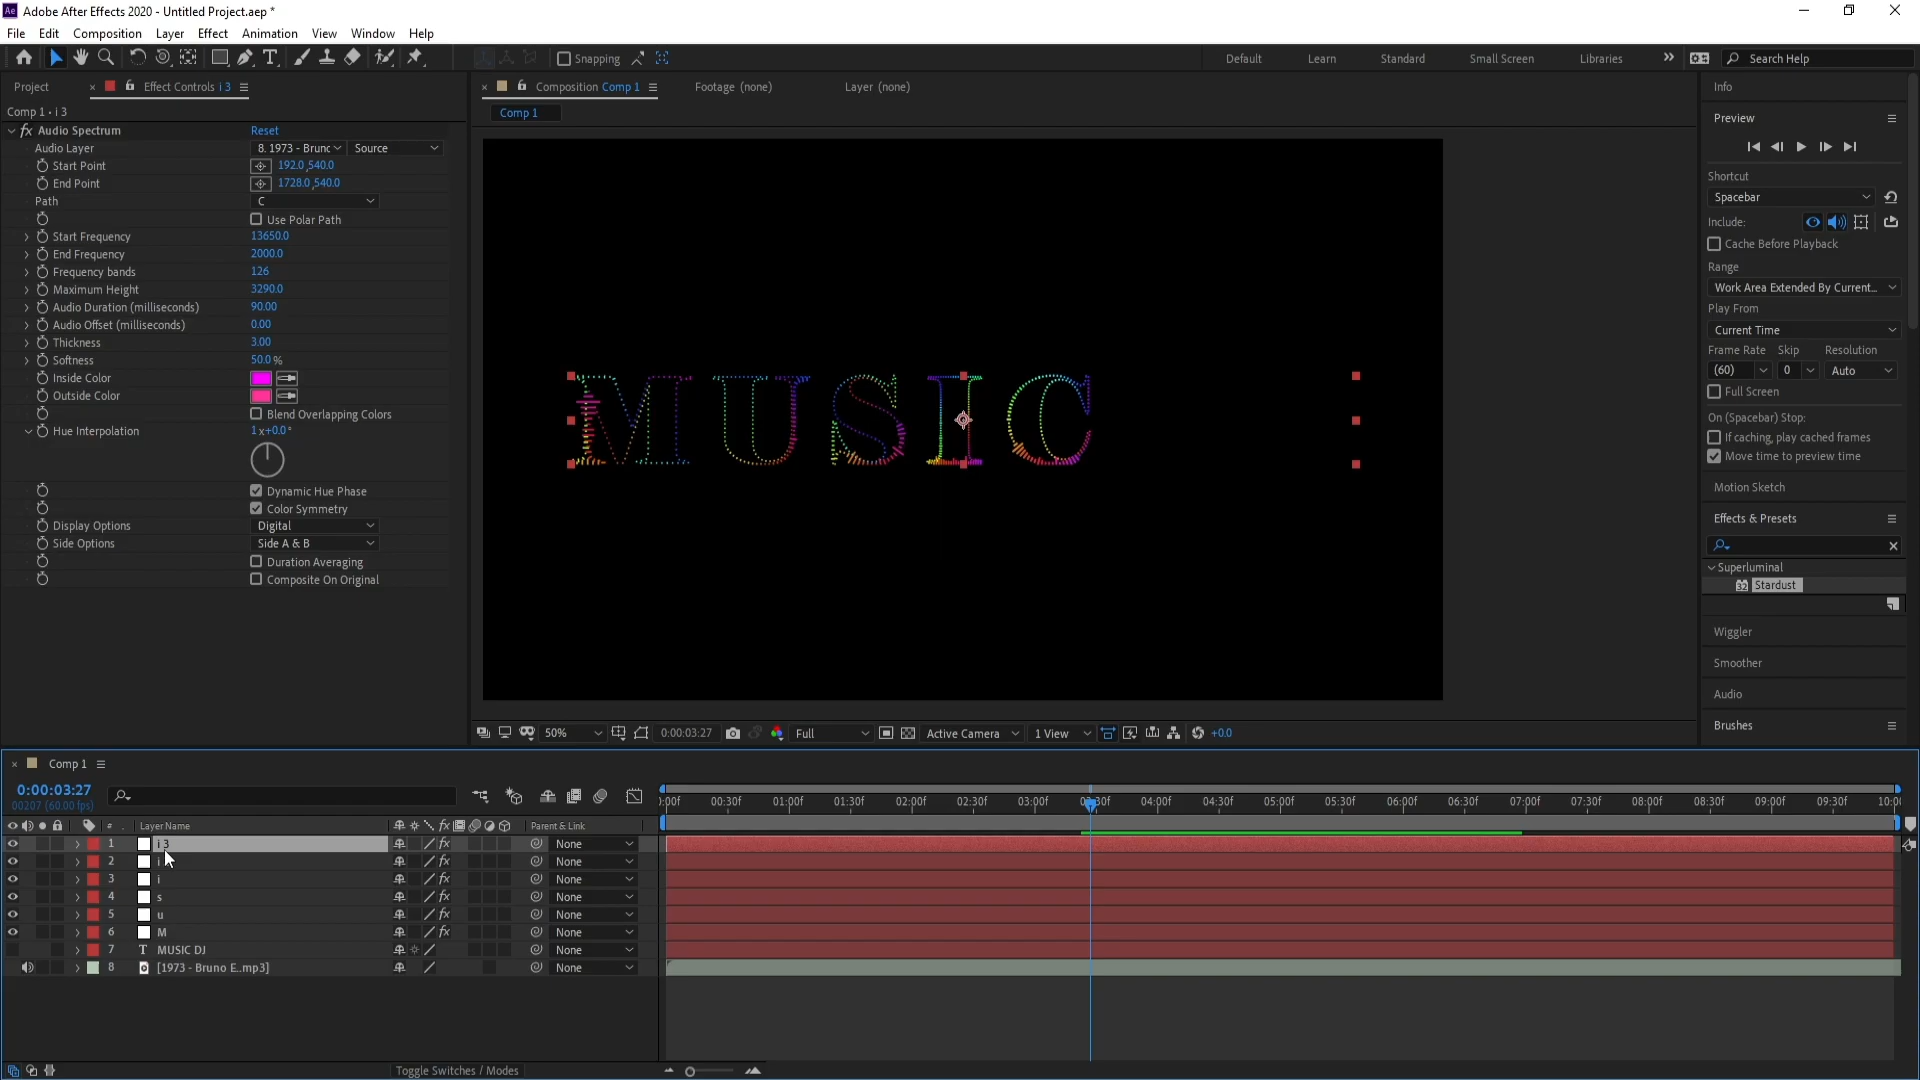 Adobe After Effects 2020 - Untitled Project.aep *
File Edit Composition Layer Effect Animation View Window Help
Snapping Default Learn Standard Small Screen Libraries Search Help
Project Effect Controls i 3
Composition Comp 1 Footage (none) Layer (none)
Info
Comp 1 • i 3
Comp 1
fx Audio Spectrum Reset
Audio Layer 8. 1973 - Brunc Source
Start Point 192.0,540.0
End Point 1728.0,540.0
Path C
Use Polar Path
Start Frequency 13650.0
End Frequency 2000.0
Frequency bands 126
Maximum Height 3290.0
Audio Duration (milliseconds) 90.00
Audio Offset (milliseconds) 0.00
Thickness 3.00
Softness 50.0 %
Inside Color
Outside Color
Blend Overlapping Colors
Hue Interpolation 1x+0.0°
Dynamic Hue Phase
Color Symmetry
Display Options Digital
Side Options Side A & B
Duration Averaging
Composite On Original
MUSIC
50% 0:00:03:27 Full Active Camera 1 View +0.0
Preview
Shortcut
Spacebar
Include:
Cache Before Playback
Range
Work Area Extended By Current...
Play From
Current Time
Frame Rate Skip Resolution
(60) 0 Auto
Full Screen
On (Spacebar) Stop:
If caching, play cached frames
Move time to preview time
Motion Sketch
Effects & Presets
Superluminal
32 Stardust
Wiggler
Smoother
Audio
Brushes
Comp 1
0:00:03:27
00207 (60.00 fps)
:00f 00:30f 01:00f 01:30f 02:00f 02:30f 03:00f 03:30f 04:00f 04:30f 05:00f 05:30f 06:00f 06:30f 07:00f 07:30f 08:00f 08:30f 09:00f 09:30f 10:0
# Layer Name fx Parent & Link
1 i 3 fx None
2 i fx None
3 i fx None
4 s fx None
5 u fx None
6 M fx None
7 T MUSIC DJ None
8 [1973 - Bruno E..mp3] None
Toggle Switches / Modes